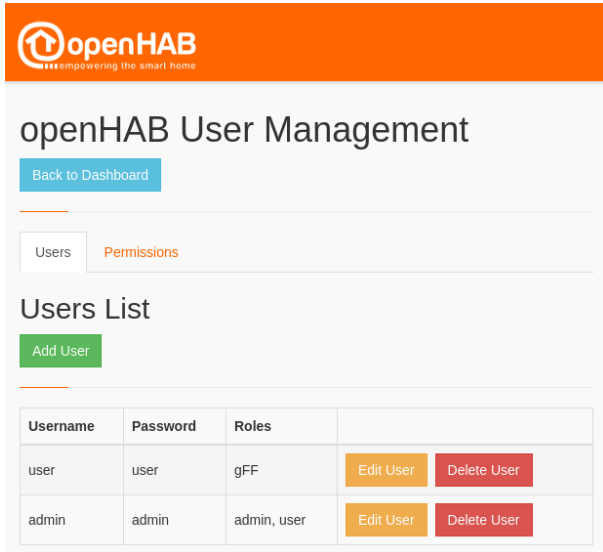 openHAB
empowering the smart home
openHAB User Management
Back to Dashboard
Users Permissions
Users List
Add User
Username Password Roles
user user gFF Edit User Delete User
admin admin admin, user Edit User Delete User